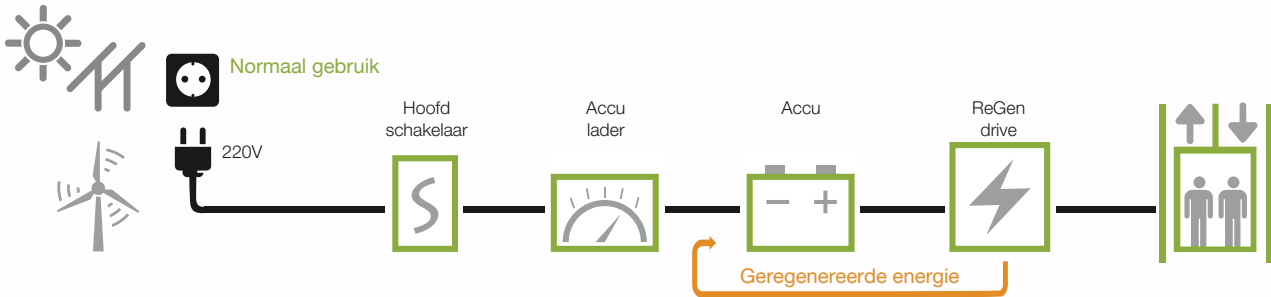 Normaal gebruik
220V
Hoofd
schakelaar
Accu
lader
Accu
ReGen
drive
Geregenereerde energie